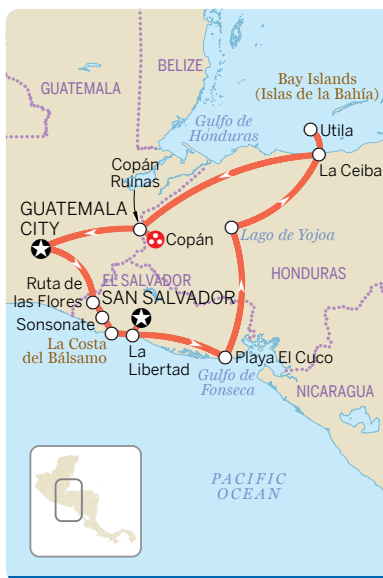 BELIZE
GUATEMALA
Bay Islands
(Islas de la Bahía)
Gulfo de
Honduras
Utila
La Ceiba
Copán
Ruinas
GUATEMALA
CITY
Copán
Lago de Yojoa
EL SALVADOR
HONDURAS
Ruta de
las Flores
SAN SALVADOR
Sonsonate
La Costa
del Bálsamo
La
Libertad
Playa El Cuco
Gulfo de
Fonseca
NICARAGUA
PACIFIC
OCEAN